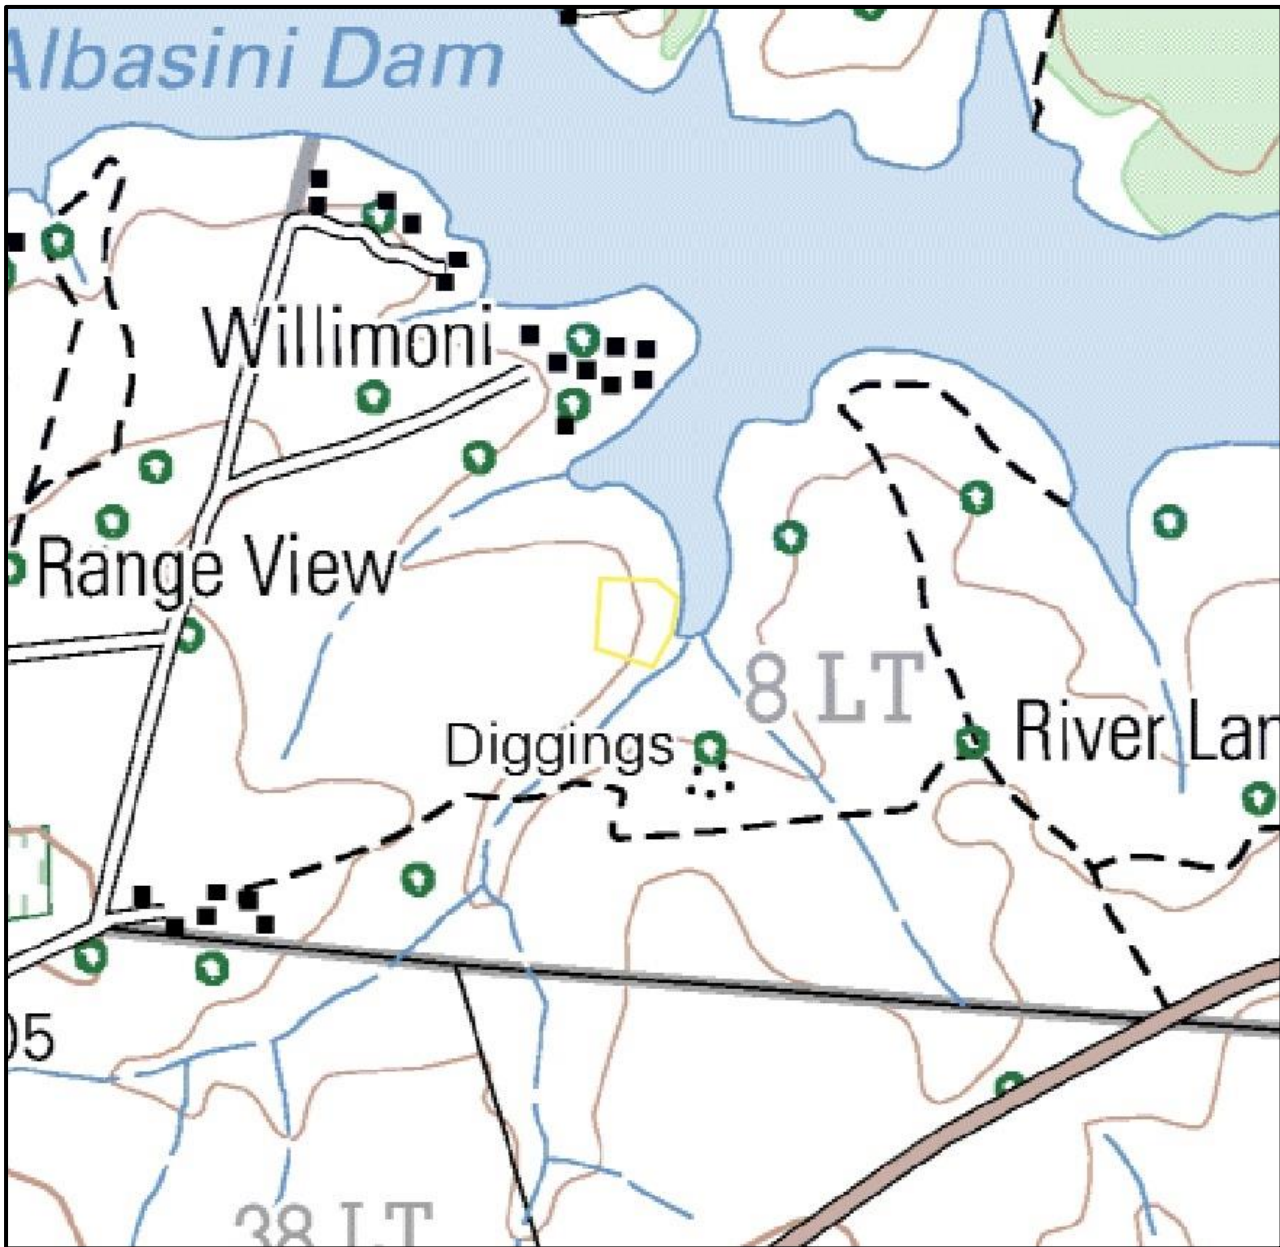 Albasini Dam
Willimoni
Range View
8 LT
River Lan
Diggings
05
38 LT